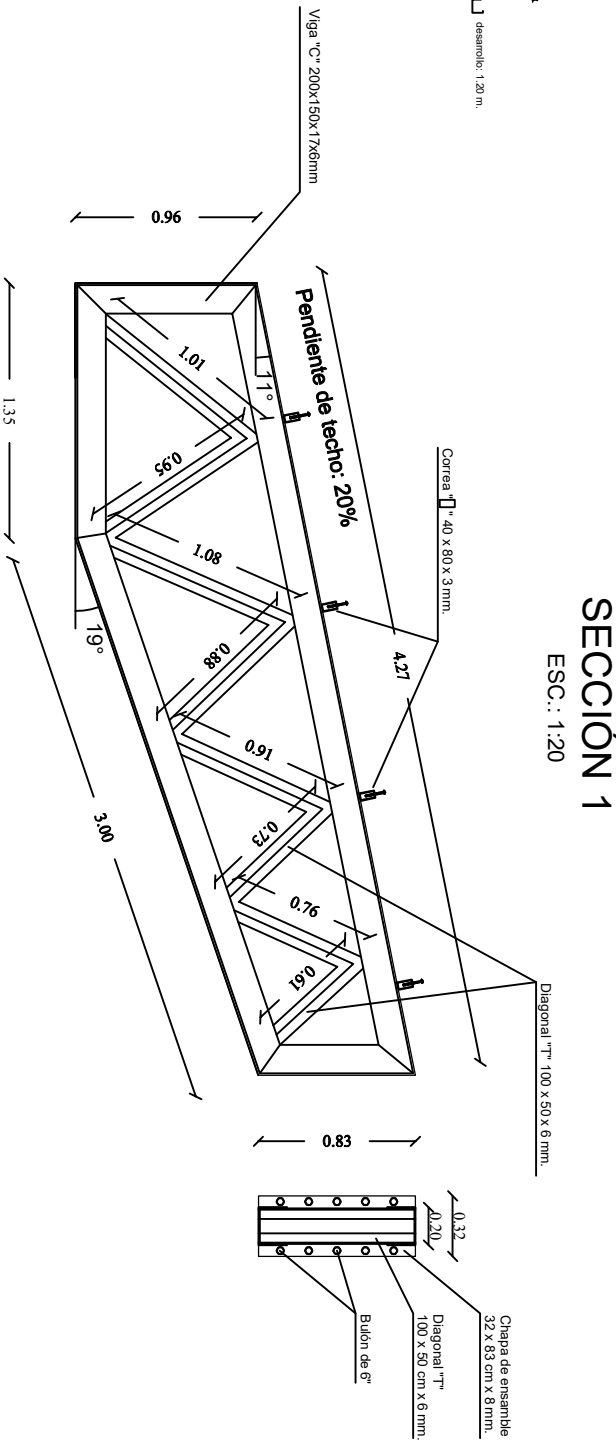 SECCIÓN 1
ESC.: 1:20
desarrollo: 1.20 m.
Viga "C" 200x150x17x6mm
Correa "▯" 40 x 80 x 3 mm.
Diagonal "T" 100 x 50 x 6 mm.
Pendiente de techo: 20%
4.27
0.96
11°
1.01
0.95
1.08
0.88
0.91
0.73
0.76
0.61
1.35
19°
3.00
0.83
0.32
0.20
Chapa de ensamble
32 x 83 cm x 8 mm.
Diagonal "T"
100 x 50 cm x 6 mm.
Bulón de 6"